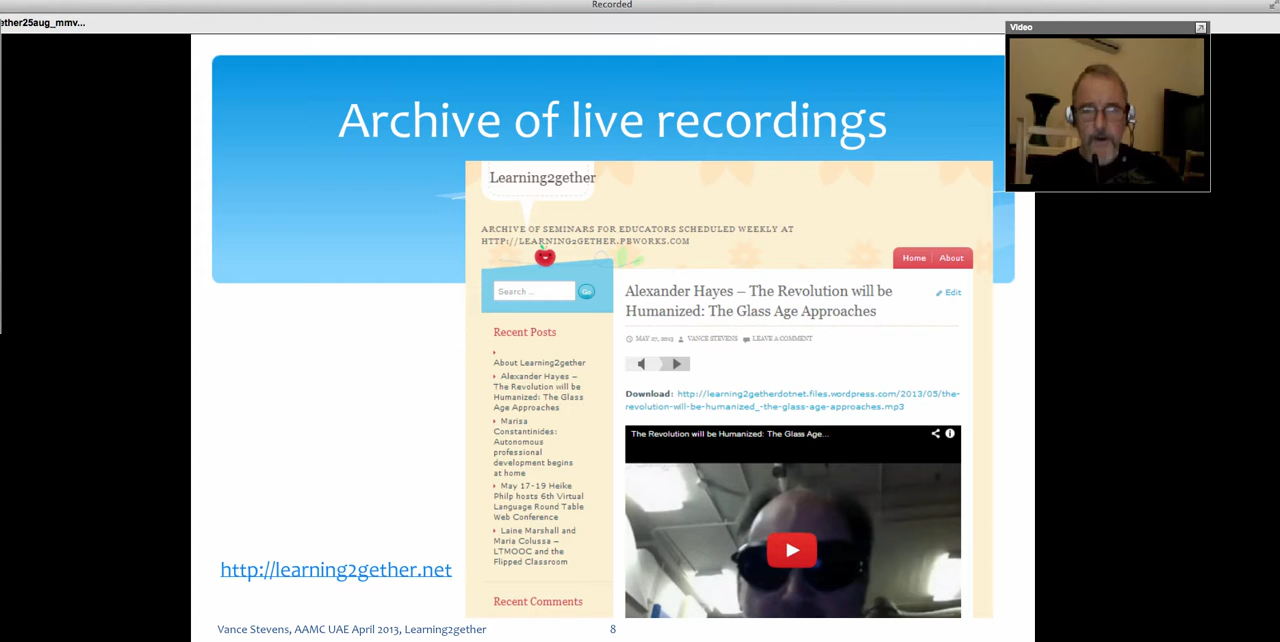 Recorded
ether25aug_mmv...
Video
Archive of live recordings
Learning2gether
ARCHIVE OF SEMINARS FOR EDUCATORS SCHEDULED WEEKLY AT
HTTP://LEARNING2GETHER.PBWORKS.COM
Home About
Search ... Go
Recent Posts
About Learning2gether
Alexander Hayes –
The Revolution will be
Humanized: The Glass
Age Approaches
Marisa
Constantinides:
Autonomous
professional
development begins
at home
May 17-19 Heike
Philp hosts 6th Virtual
Language Round Table
Web Conference
Laine Marshall and
Maria Colussa –
LTMOOC and the
Flipped Classroom
Recent Comments
Alexander Hayes – The Revolution will be
Humanized: The Glass Age Approaches
Edit
MAY 27, 2013 VANCE STEVENS LEAVE A COMMENT
Download: http://learning2getherdotnet.files.wordpress.com/2013/05/the-
revolution-will-be-humanized_-the-glass-age-approaches.mp3
The Revolution will be Humanized: The Glass Age...
http://learning2gether.net
Vance Stevens, AAMC UAE April 2013, Learning2gether
8